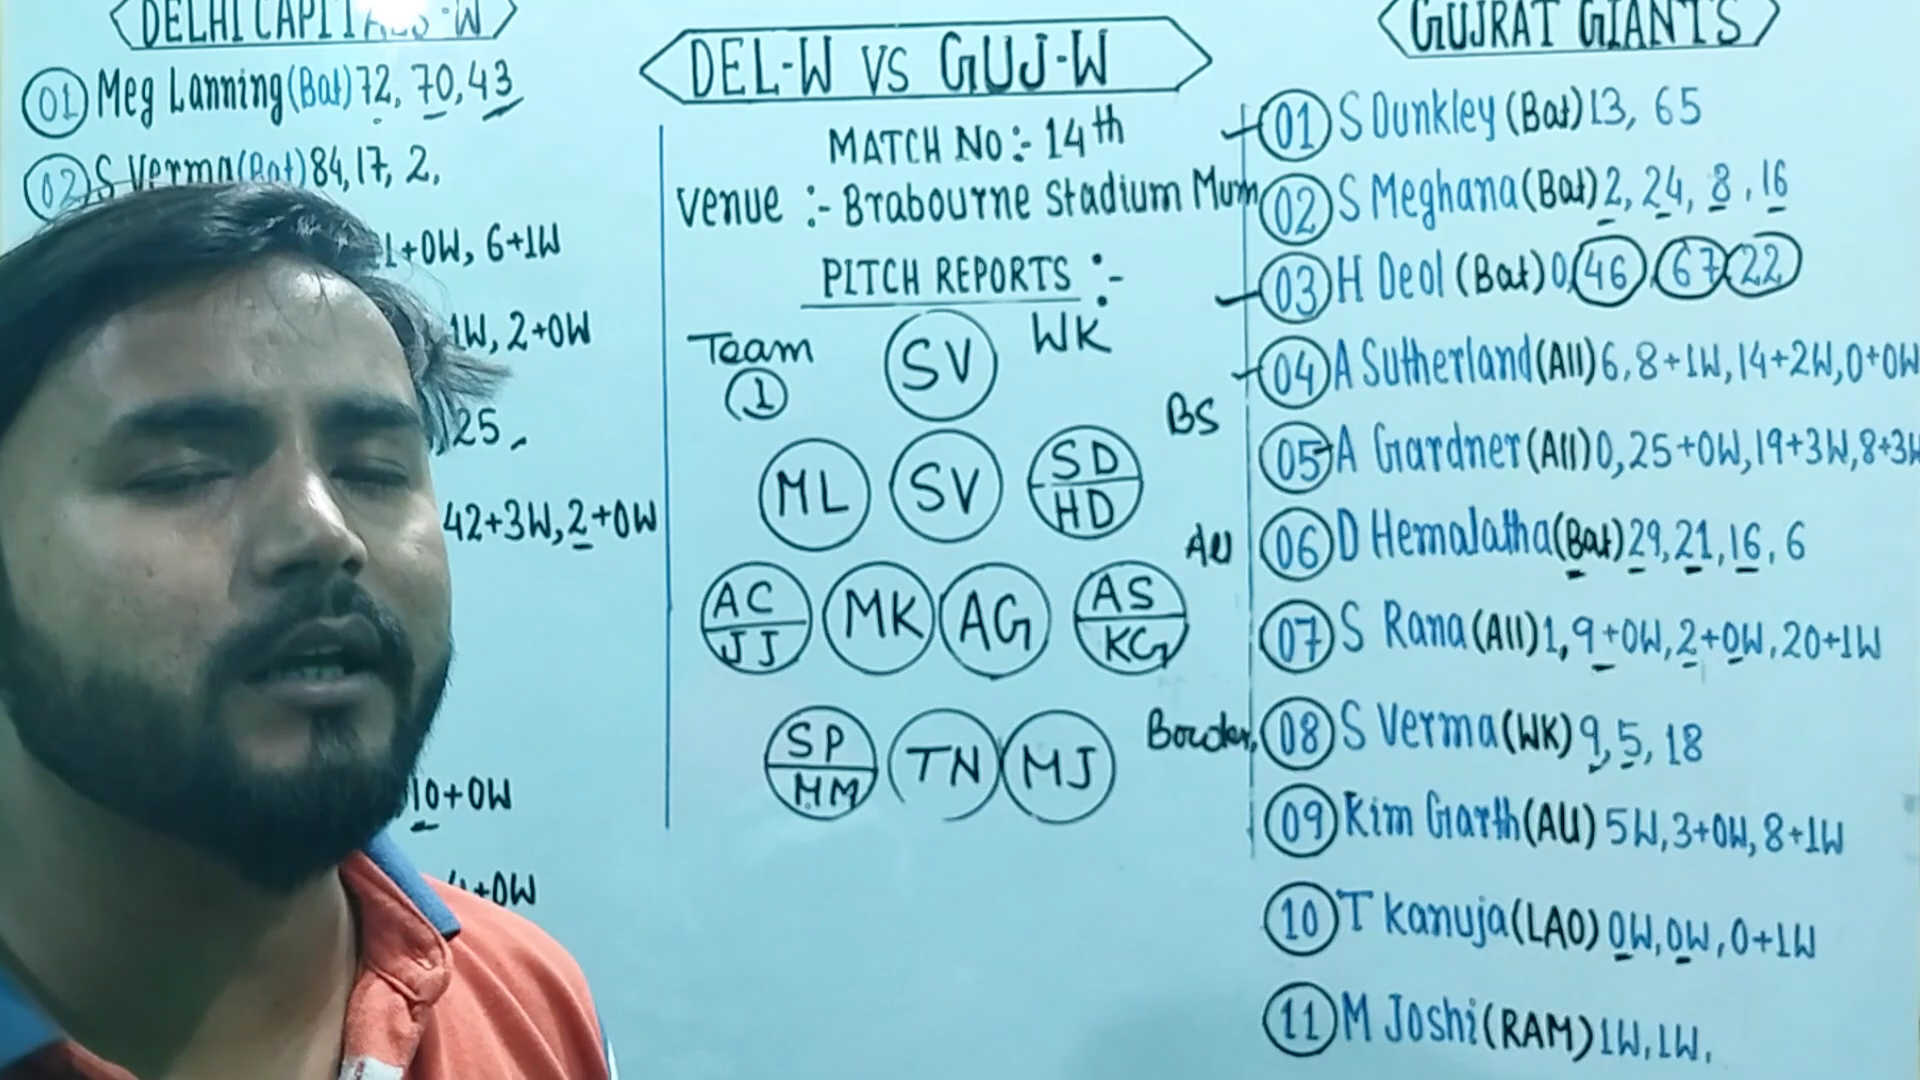 DELHI CAPITALS-W
01 Meg Lanning (Bat) 72, 70, 43
02 S Verma (Bat) 84, 17, 2,
1+0W, 6+1W
1W, 2+0W
25
42+3W, 2+0W
10+0W
+0W
DEL-W VS GUJ-W
MATCH No:- 14th
Venue :- Brabourne Stadium Mum
PITCH REPORTS :-
Team 1
SV
WK
BS
ML SV SD HD
All
AC JJ MK AG AS KG
SP MM TN MJ
GUJRAT GIANTS
01 S Dunkley (Bat) 13, 65
02 S Meghana (Bat) 2, 24, 8, 16
03 H Deol (Bat) 0, 46, 67, 22
04 A Sutherland (All) 6, 8+1W, 14+2W, 0+0W
05 A Gardner (All) 0, 25+0W, 19+3W, 8+3W
06 D Hemalatha (Bat) 29, 21, 16, 6
07 S Rana (All) 1, 9+0W, 2+0W, 20+1W
08 S Verma (WK) 9, 5, 18
09 Kim Garth (All) 5W, 3+0W, 8+1W
10 T Kanuja (LAO) 0W, 0W, 0+1W
11 M Joshi (RAM) 1W, 1W,